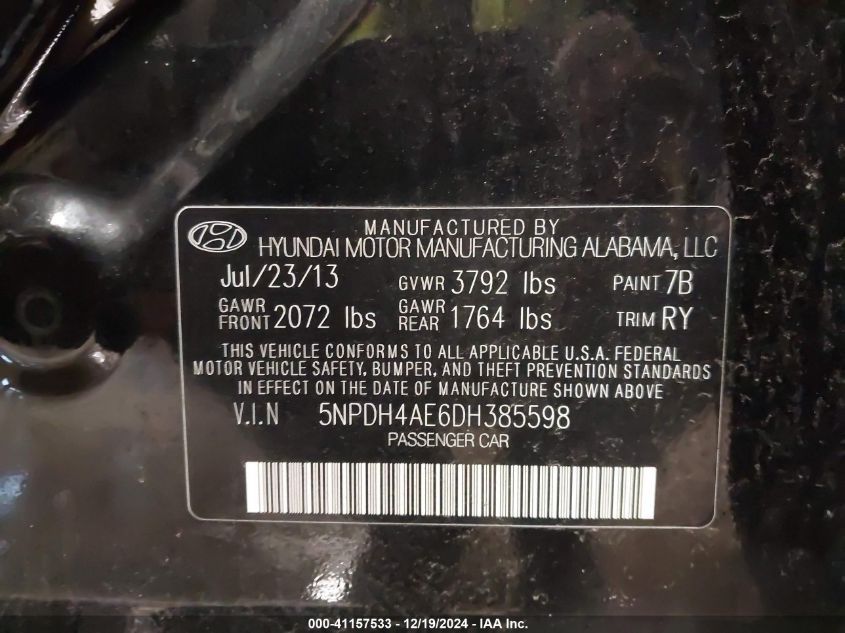 MANUFACTURED BY
HYUNDAI MOTOR MANUFACTURING ALABAMA, LLC
Jul/23/13 GVWR 3792 lbs PAINT 7B
GAWR FRONT 2072 lbs GAWR REAR 1764 lbs TRIM RY
THIS VEHICLE CONFORMS TO ALL APPLICABLE U.S.A. FEDERAL
MOTOR VEHICLE SAFETY, BUMPER, AND THEFT PREVENTION STANDARDS
IN EFFECT ON THE DATE OF MANUFACTURE SHOWN ABOVE
V.I.N 5NPDH4AE6DH385598
PASSENGER CAR
000-41157533 - 12/19/2024 - IAA Inc.